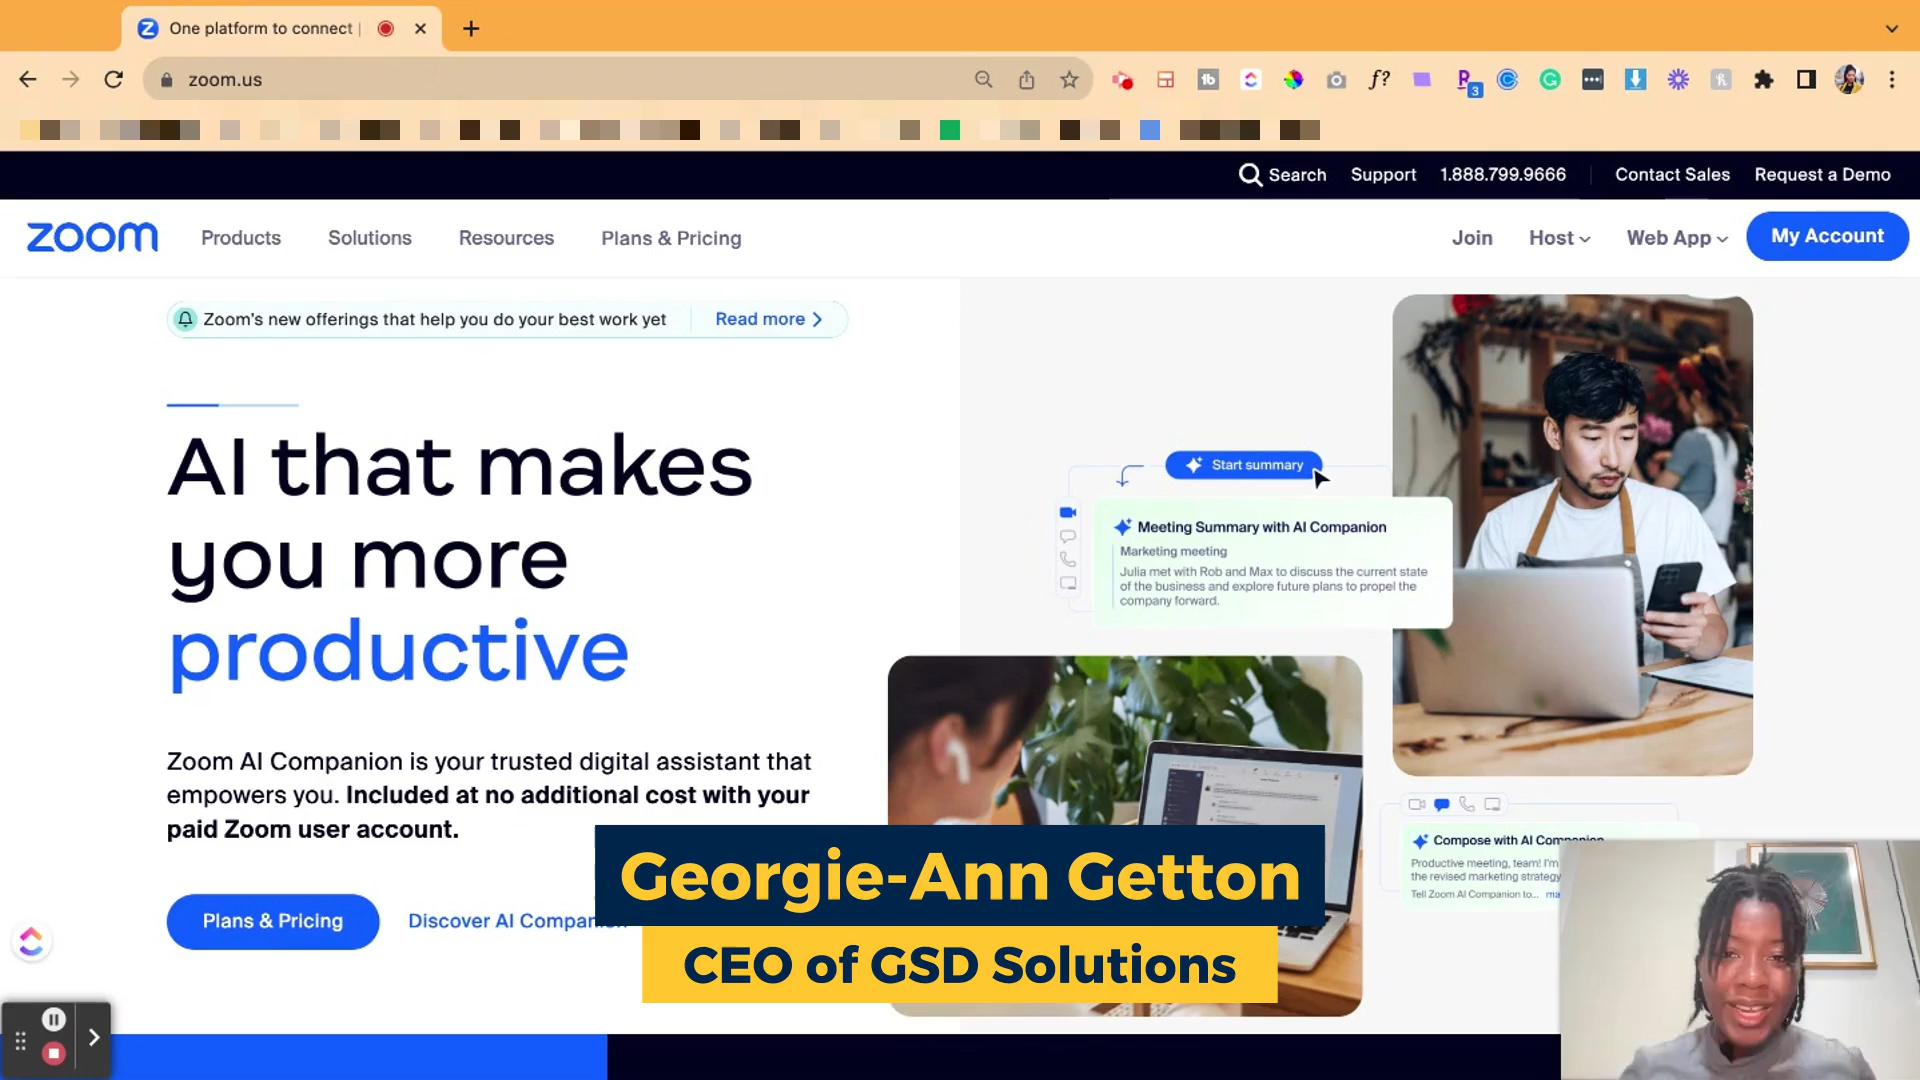 One platform to connect |
zoom.us
f?
3
Search
Support
1.888.799.9666
Contact Sales
Request a Demo
zoom
Products
Solutions
Resources
Plans & Pricing
Join
Host
Web App
My Account
Zoom's new offerings that help you do your best work yet
Read more
AI that makes
you more
productive
Zoom AI Companion is your trusted digital assistant that
empowers you. Included at no additional cost with your
paid Zoom user account.
Plans & Pricing
Discover AI Compan
Start summary
Meeting Summary with AI Companion
Marketing meeting
Julia met with Rob and Max to discuss the current state
of the business and explore future plans to propel the
company forward.
Compose with AI Companion
Productive meeting, team! I'm
the revised marketing strategy
Tell Zoom AI Companion to... ma
Georgie-Ann Getton
CEO of GSD Solutions